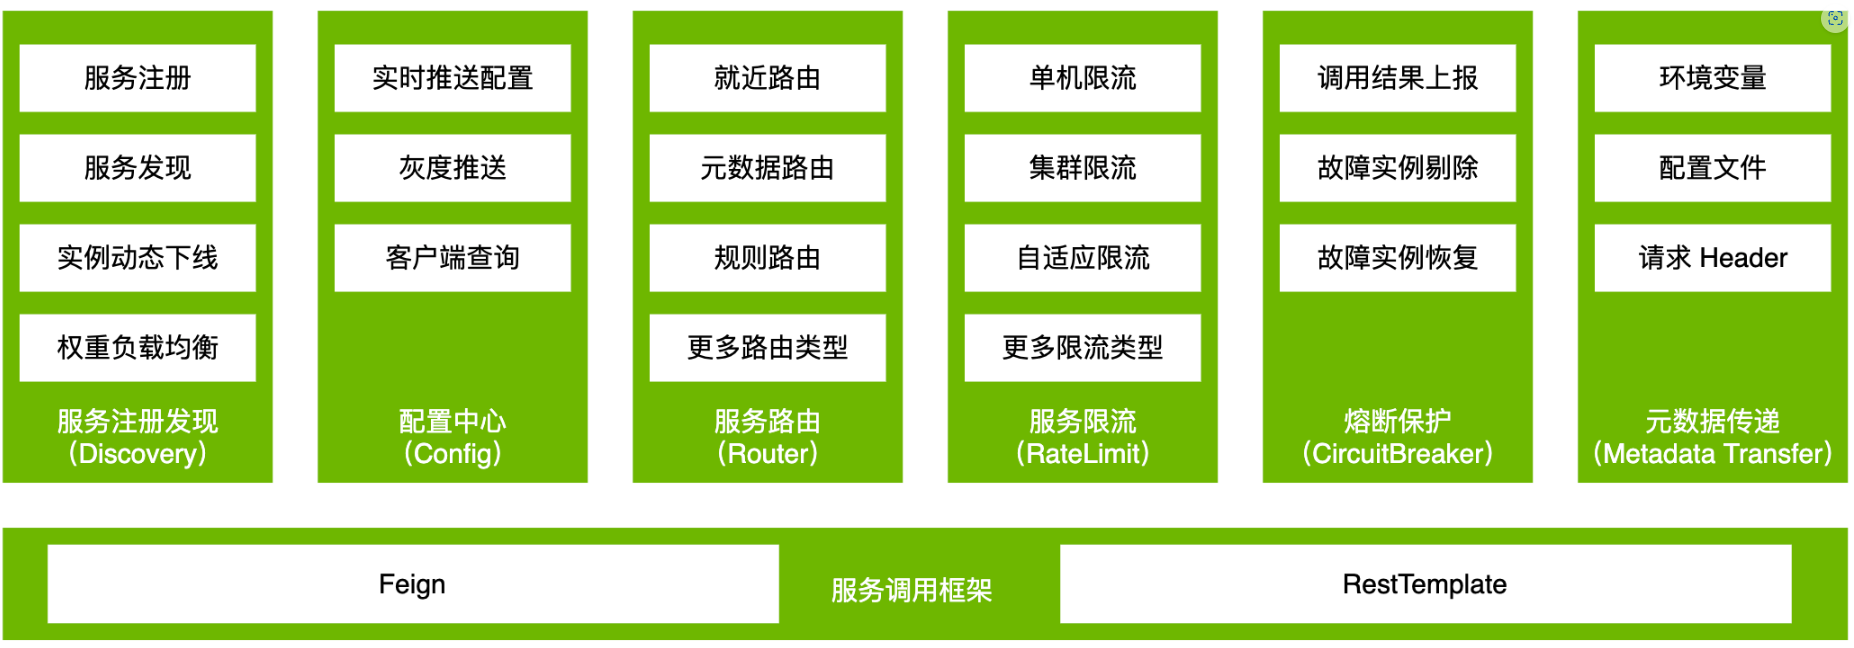 服务注册
服务发现
实例动态下线
权重负载均衡
服务注册发现
（Discovery）
实时推送配置
灰度推送
客户端查询
配置中心
（Config）
就近路由
元数据路由
规则路由
更多路由类型
服务路由
（Router）
单机限流
集群限流
自适应限流
更多限流类型
服务限流
（RateLimit）
调用结果上报
故障实例剔除
故障实例恢复
熔断保护
（CircuitBreaker）
环境变量
配置文件
请求 Header
元数据传递
（Metadata Transfer）
Feign
服务调用框架
RestTemplate